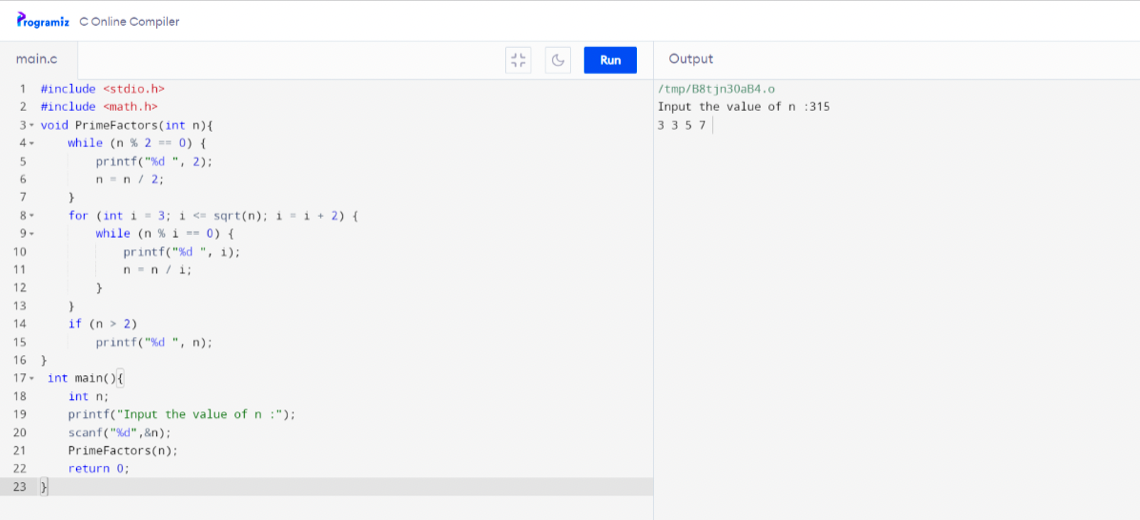 Programiz C Online Compiler
main.c Run Output
1 #include <stdio.h>
2 #include <math.h>
3 void PrimeFactors(int n){
4 while (n % 2 == 0) {
5 printf("%d ", 2);
6 n = n / 2;
7 }
8 for (int i = 3; i <= sqrt(n); i = i + 2) {
9 while (n % i == 0) {
10 printf("%d ", i);
11 n = n / i;
12 }
13 }
14 if (n > 2)
15 printf("%d ", n);
16 }
17 int main(){
18 int n;
19 printf("Input the value of n :");
20 scanf("%d",&n);
21 PrimeFactors(n);
22 return 0;
23 }
/tmp/B8tjn30aB4.o
Input the value of n :315
3 3 5 7